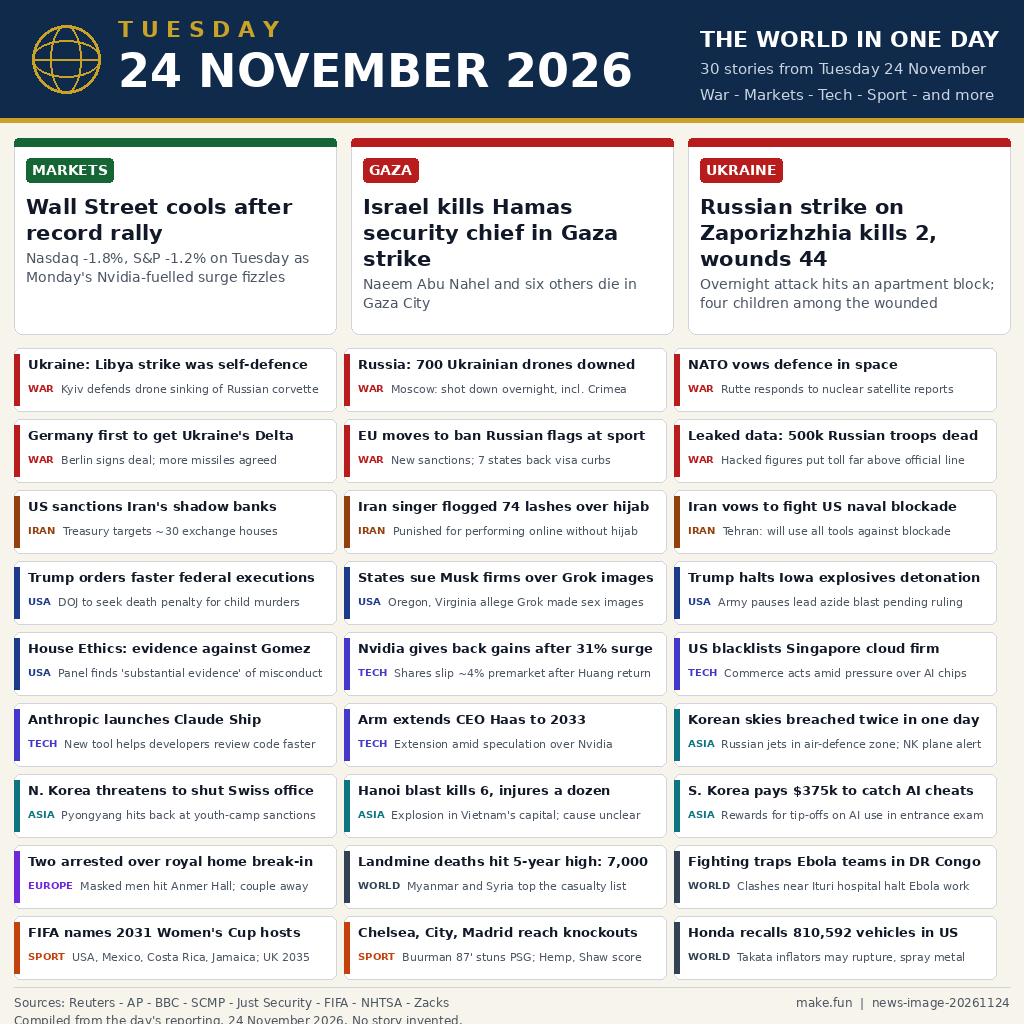 TUESDAY
24 NOVEMBER 2026
THE WORLD IN ONE DAY
30 stories from Tuesday 24 November
War - Markets - Tech - Sport - and more
MARKETS
Wall Street cools after
record rally
Nasdaq -1.8%, S&P -1.2% on Tuesday as
Monday's Nvidia-fuelled surge fizzles
GAZA
Israel kills Hamas
security chief in Gaza
strike
Naeem Abu Nahel and six others die in
Gaza City
UKRAINE
Russian strike on
Zaporizhzhia kills 2,
wounds 44
Overnight attack hits an apartment block;
four children among the wounded
Ukraine: Libya strike was self-defence
WAR Kyiv defends drone sinking of Russian corvette
Russia: 700 Ukrainian drones downed
WAR Moscow: shot down overnight, incl. Crimea
NATO vows defence in space
WAR Rutte responds to nuclear satellite reports
Germany first to get Ukraine's Delta
WAR Berlin signs deal; more missiles agreed
EU moves to ban Russian flags at sport
WAR New sanctions; 7 states back visa curbs
Leaked data: 500k Russian troops dead
WAR Hacked figures put toll far above official line
US sanctions Iran's shadow banks
IRAN Treasury targets ~30 exchange houses
Iran singer flogged 74 lashes over hijab
IRAN Punished for performing online without hijab
Iran vows to fight US naval blockade
IRAN Tehran: will use all tools against blockade
Trump orders faster federal executions
USA DOJ to seek death penalty for child murders
States sue Musk firms over Grok images
USA Oregon, Virginia allege Grok made sex images
Trump halts Iowa explosives detonation
USA Army pauses lead azide blast pending ruling
House Ethics: evidence against Gomez
USA Panel finds 'substantial evidence' of misconduct
Nvidia gives back gains after 31% surge
TECH Shares slip ~4% premarket after Huang return
US blacklists Singapore cloud firm
TECH Commerce acts amid pressure over AI chips
Anthropic launches Claude Ship
TECH New tool helps developers review code faster
Arm extends CEO Haas to 2033
TECH Extension amid speculation over Nvidia
Korean skies breached twice in one day
ASIA Russian jets in air-defence zone; NK plane alert
N. Korea threatens to shut Swiss office
ASIA Pyongyang hits back at youth-camp sanctions
Hanoi blast kills 6, injures a dozen
ASIA Explosion in Vietnam's capital; cause unclear
S. Korea pays $375k to catch AI cheats
ASIA Rewards for tip-offs on AI use in entrance exam
Two arrested over royal home break-in
EUROPE Masked men hit Anmer Hall; couple away
Landmine deaths hit 5-year high: 7,000
WORLD Myanmar and Syria top the casualty list
Fighting traps Ebola teams in DR Congo
WORLD Clashes near Ituri hospital halt Ebola work
FIFA names 2031 Women's Cup hosts
SPORT USA, Mexico, Costa Rica, Jamaica; UK 2035
Chelsea, City, Madrid reach knockouts
SPORT Buurman 87' stuns PSG; Hemp, Shaw score
Honda recalls 810,592 vehicles in US
WORLD Takata inflators may rupture, spray metal
Sources: Reuters - AP - BBC - SCMP - Just Security - FIFA - NHTSA - Zacks
make.fun | news-image-20261124
Compiled from the day's reporting, 24 November 2026. No story invented.